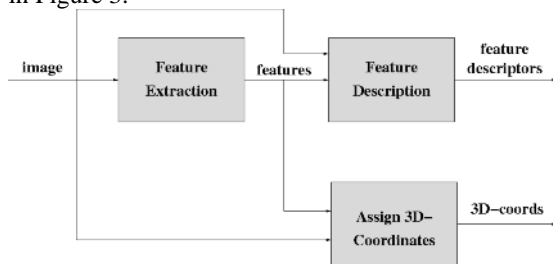 in Figure 3.
image
Feature
Extraction
features
Feature
Description
feature
descriptors
Assign 3D-
Coordinates
3D-coords